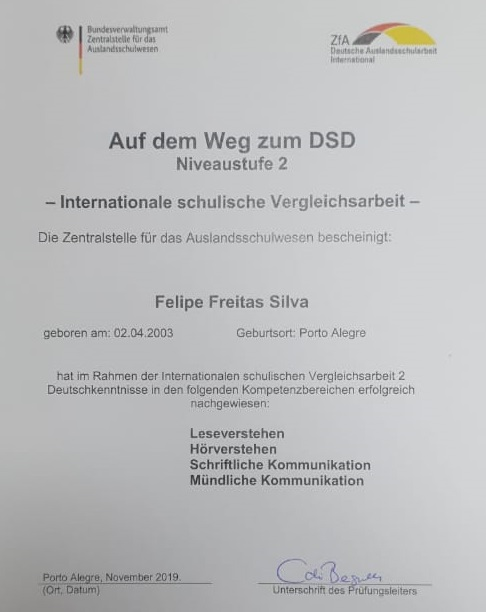 Bundesverwaltungsamt
Zentralstelle für das
Auslandsschulwesen
ZfA
Deutsche Auslandsschularbeit
International
Auf dem Weg zum DSD
Niveaustufe 2
– Internationale schulische Vergleichsarbeit –
Die Zentralstelle für das Auslandsschulwesen bescheinigt:
Felipe Freitas Silva
geboren am: 02.04.2003 Geburtsort: Porto Alegre
hat im Rahmen der Internationalen schulischen Vergleichsarbeit 2
Deutschkenntnisse in den folgenden Kompetenzbereichen erfolgreich
nachgewiesen:
Leseverstehen
Hörverstehen
Schriftliche Kommunikation
Mündliche Kommunikation
Porto Alegre, November 2019.
(Ort, Datum) Unterschrift des Prüfungsleiters